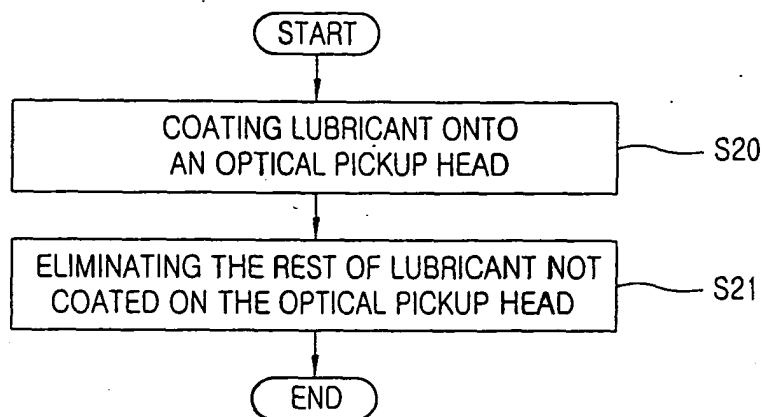 START
COATING LUBRICANT ONTO
AN OPTICAL PICKUP HEAD
S20
ELIMINATING THE REST OF LUBRICANT NOT
COATED ON THE OPTICAL PICKUP HEAD
S21
END